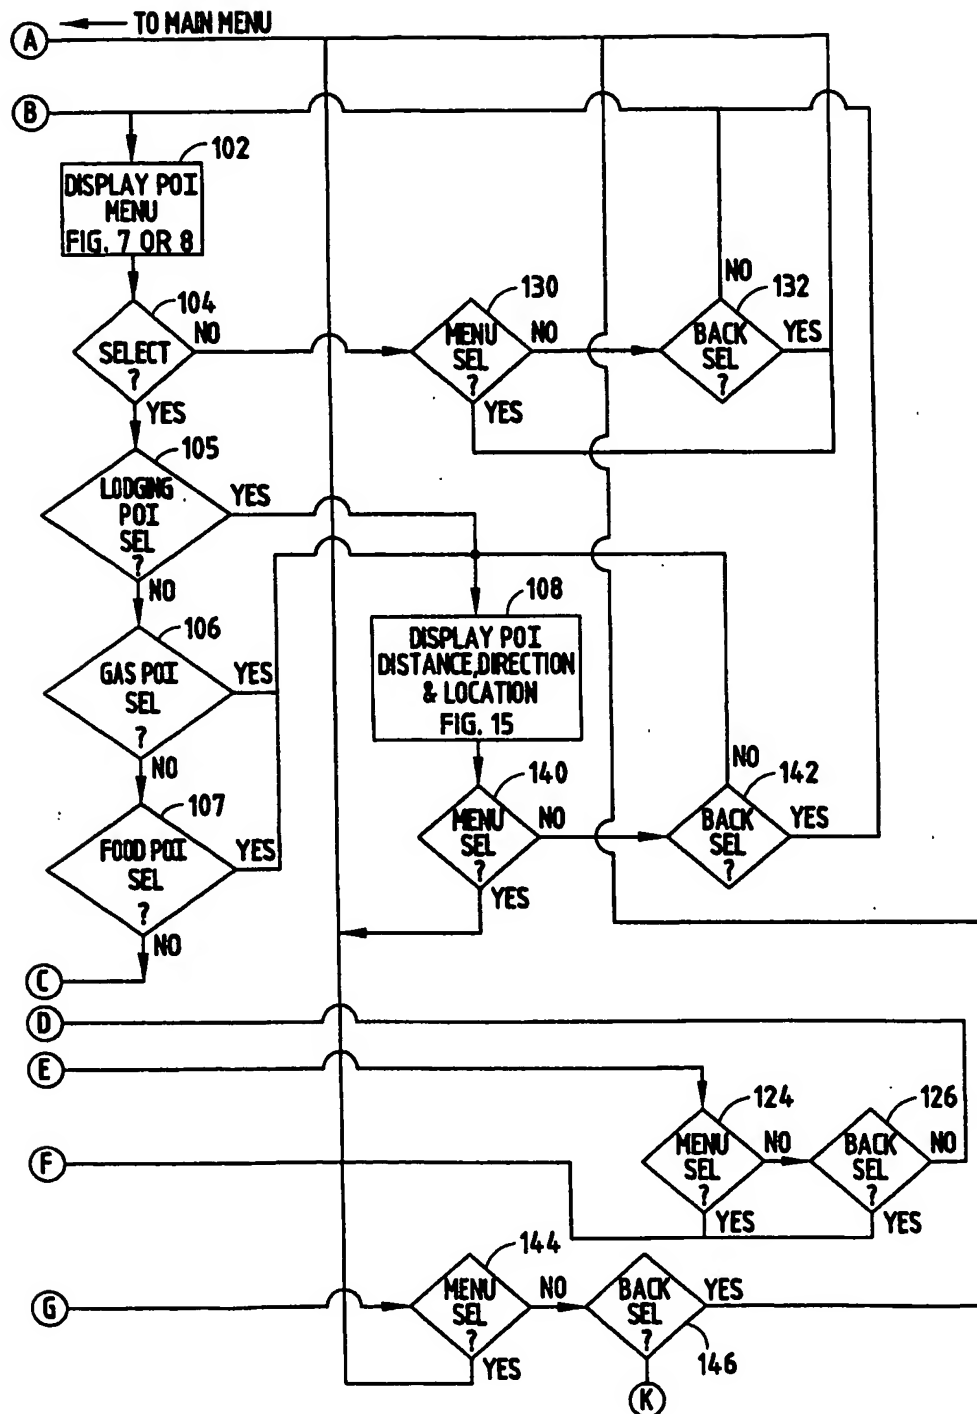 TO MAIN MENU
A
B
102
DISPLAY POI
MENU
FIG. 7 OR 8
104
SELECT
?
NO
YES
130
MENU
SEL
?
NO
YES
132
BACK
SEL
?
NO
YES
105
LODGING
POI
SEL
?
YES
NO
106
GAS POI
SEL
?
YES
NO
107
FOOD POI
SEL
?
YES
NO
108
DISPLAY POI
DISTANCE,DIRECTION
& LOCATION
FIG. 15
140
MENU
SEL
?
NO
YES
142
BACK
SEL
?
NO
YES
C
D
E
F
124
MENU
SEL
?
NO
YES
126
BACK
SEL
?
NO
YES
G
144
MENU
SEL
?
NO
YES
BACK
SEL
?
YES
146
K